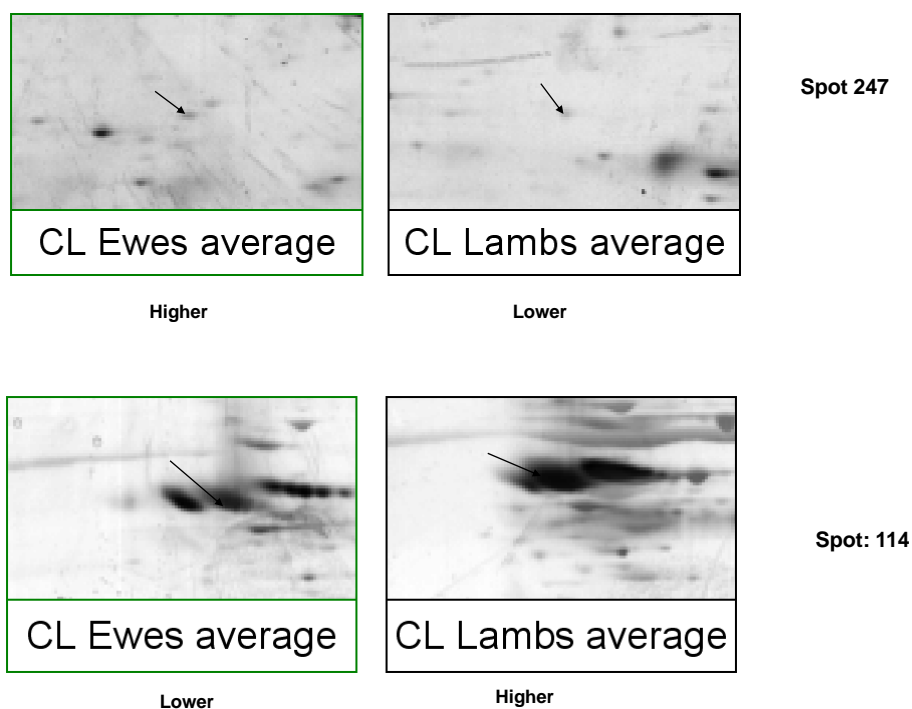 Spot 247
CL Ewes average
CL Lambs average
Higher
Lower
Spot: 114
CL Ewes average
CL Lambs average
Lower
Higher